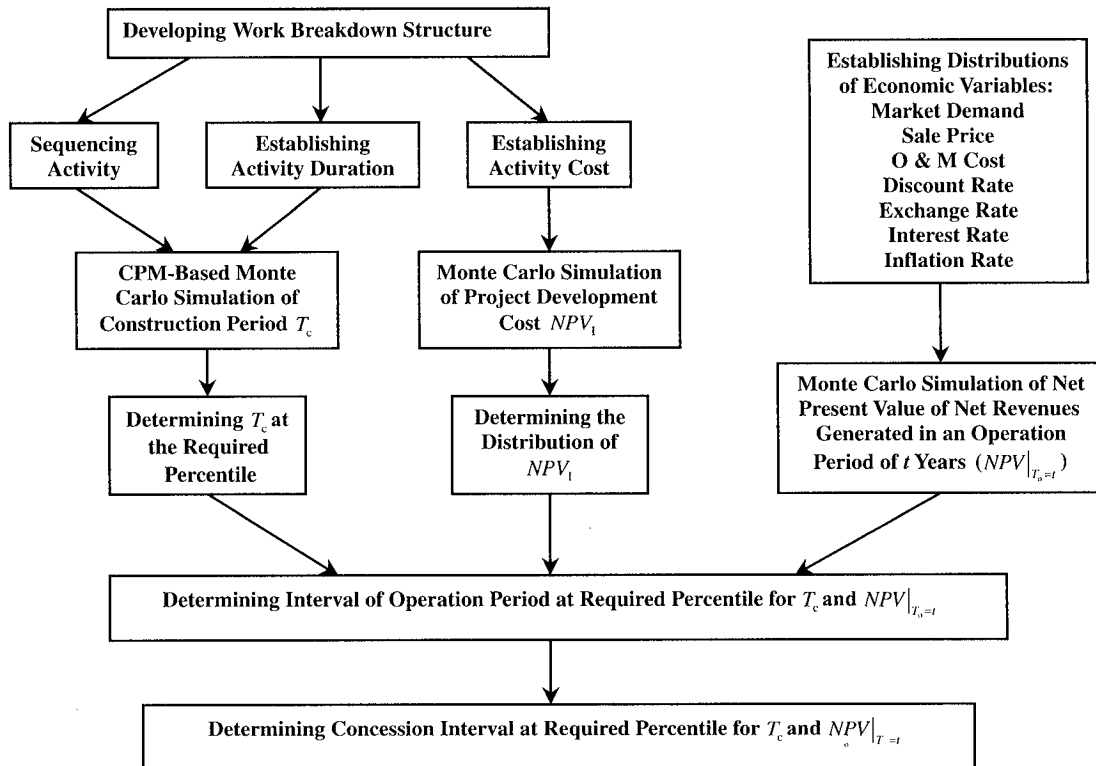 Developing Work Breakdown Structure
Sequencing
Activity
Establishing
Activity Duration
Establishing
Activity Cost
Establishing Distributions
of Economic Variables:
Market Demand
Sale Price
O & M Cost
Discount Rate
Exchange Rate
Interest Rate
Inflation Rate
CPM-Based Monte
Carlo Simulation of
Construction Period T_c
Monte Carlo Simulation
of Project Development
Cost NPV_I
Determining T_c at
the Required
Percentile
Determining the
Distribution of
NPV_I
Monte Carlo Simulation of Net
Present Value of Net Revenues
Generated in an Operation
Period of t Years (NPV|_{T_o=t})
Determining Interval of Operation Period at Required Percentile for T_c and NPV|_{T_o=t}
Determining Concession Interval at Required Percentile for T_c and NPV|_{T_o=t}